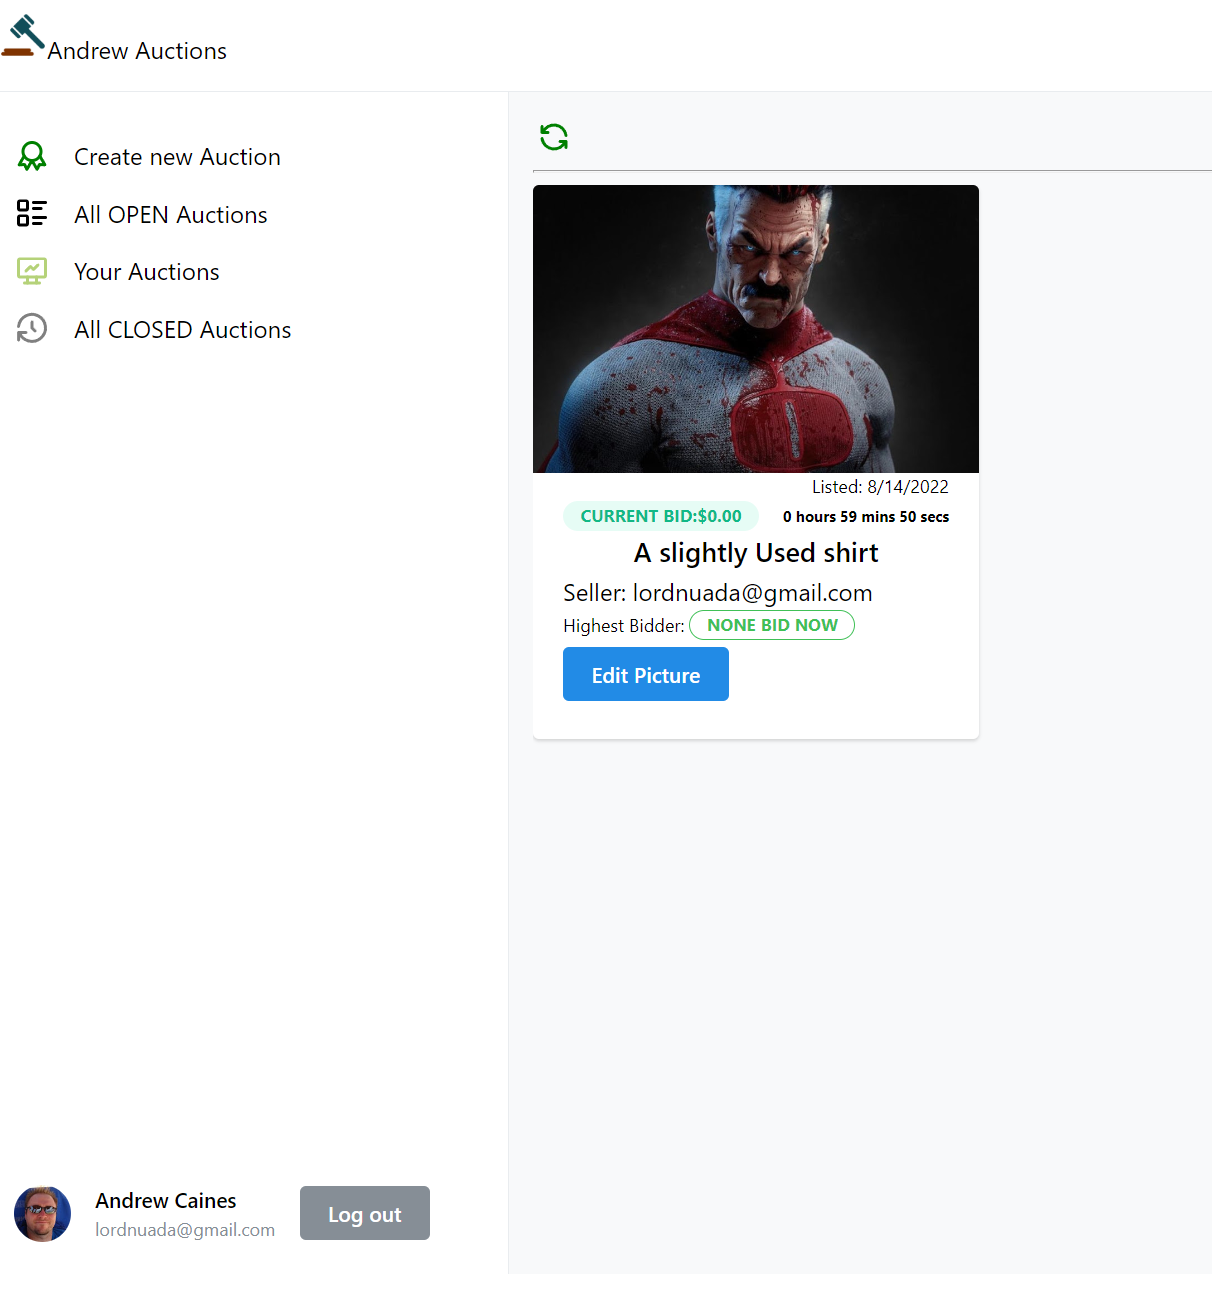 Andrew Auctions
Create new Auction
All OPEN Auctions
Your Auctions
All CLOSED Auctions
Listed: 8/14/2022
CURRENT BID:$0.00
0 hours 59 mins 50 secs
A slightly Used shirt
Seller: lordnuada@gmail.com
Highest Bidder: NONE BID NOW
Edit Picture
Andrew Caines
lordnuada@gmail.com
Log out